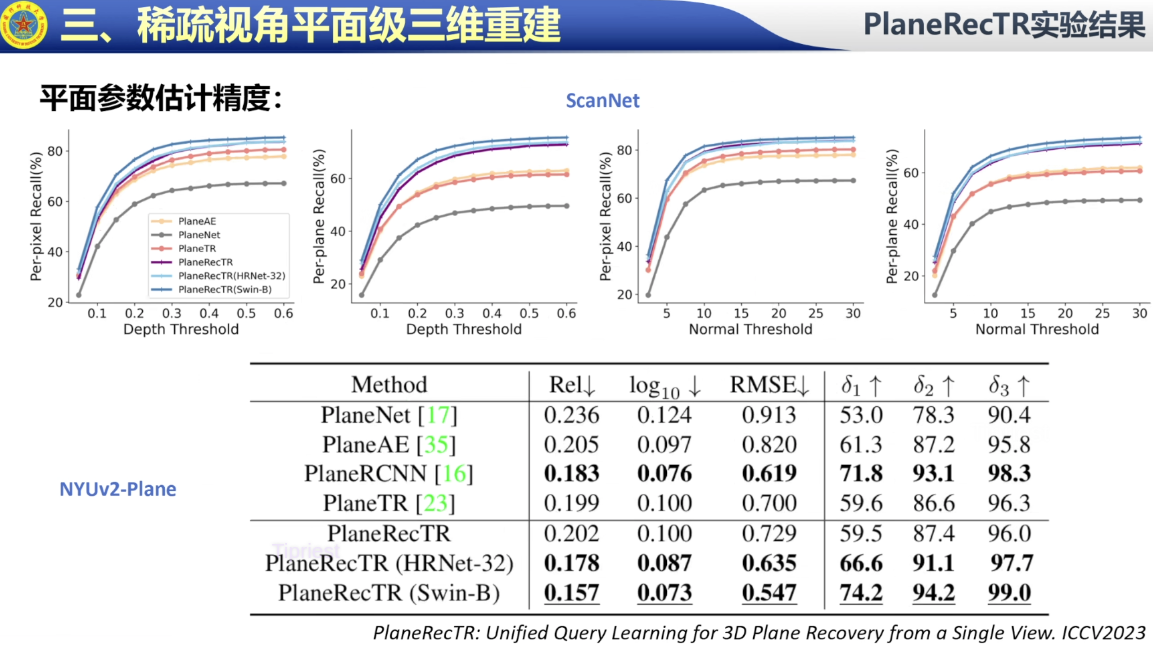 三、稀疏视角平面级三维重建
PlaneRecTR实验结果
平面参数估计精度：
ScanNet
Per-pixel Recall(%)
80
60
40
20
0.1 0.2 0.3 0.4 0.5 0.6
Depth Threshold
PlaneAE
PlaneNet
PlaneTR
PlaneRecTR
PlaneRecTR(HRNet-32)
PlaneRecTR(Swin-B)
Per-plane Recall(%)
60
40
20
0.1 0.2 0.3 0.4 0.5 0.6
Depth Threshold
Per-pixel Recall(%)
80
60
40
20
5 10 15 20 25 30
Normal Threshold
Per-plane Recall(%)
60
40
20
5 10 15 20 25 30
Normal Threshold
NYUv2-Plane
Method Rel↓ log10 ↓ RMSE↓ δ1 ↑ δ2 ↑ δ3 ↑
PlaneNet [17] 0.236 0.124 0.913 53.0 78.3 90.4
PlaneAE [35] 0.205 0.097 0.820 61.3 87.2 95.8
PlaneRCNN [16] 0.183 0.076 0.619 71.8 93.1 98.3
PlaneTR [23] 0.199 0.100 0.700 59.6 86.6 96.3
PlaneRecTR 0.202 0.100 0.729 59.5 87.4 96.0
Tipriest
PlaneRecTR (HRNet-32) 0.178 0.087 0.635 66.6 91.1 97.7
PlaneRecTR (Swin-B) 0.157 0.073 0.547 74.2 94.2 99.0
PlaneRecTR: Unified Query Learning for 3D Plane Recovery from a Single View. ICCV2023